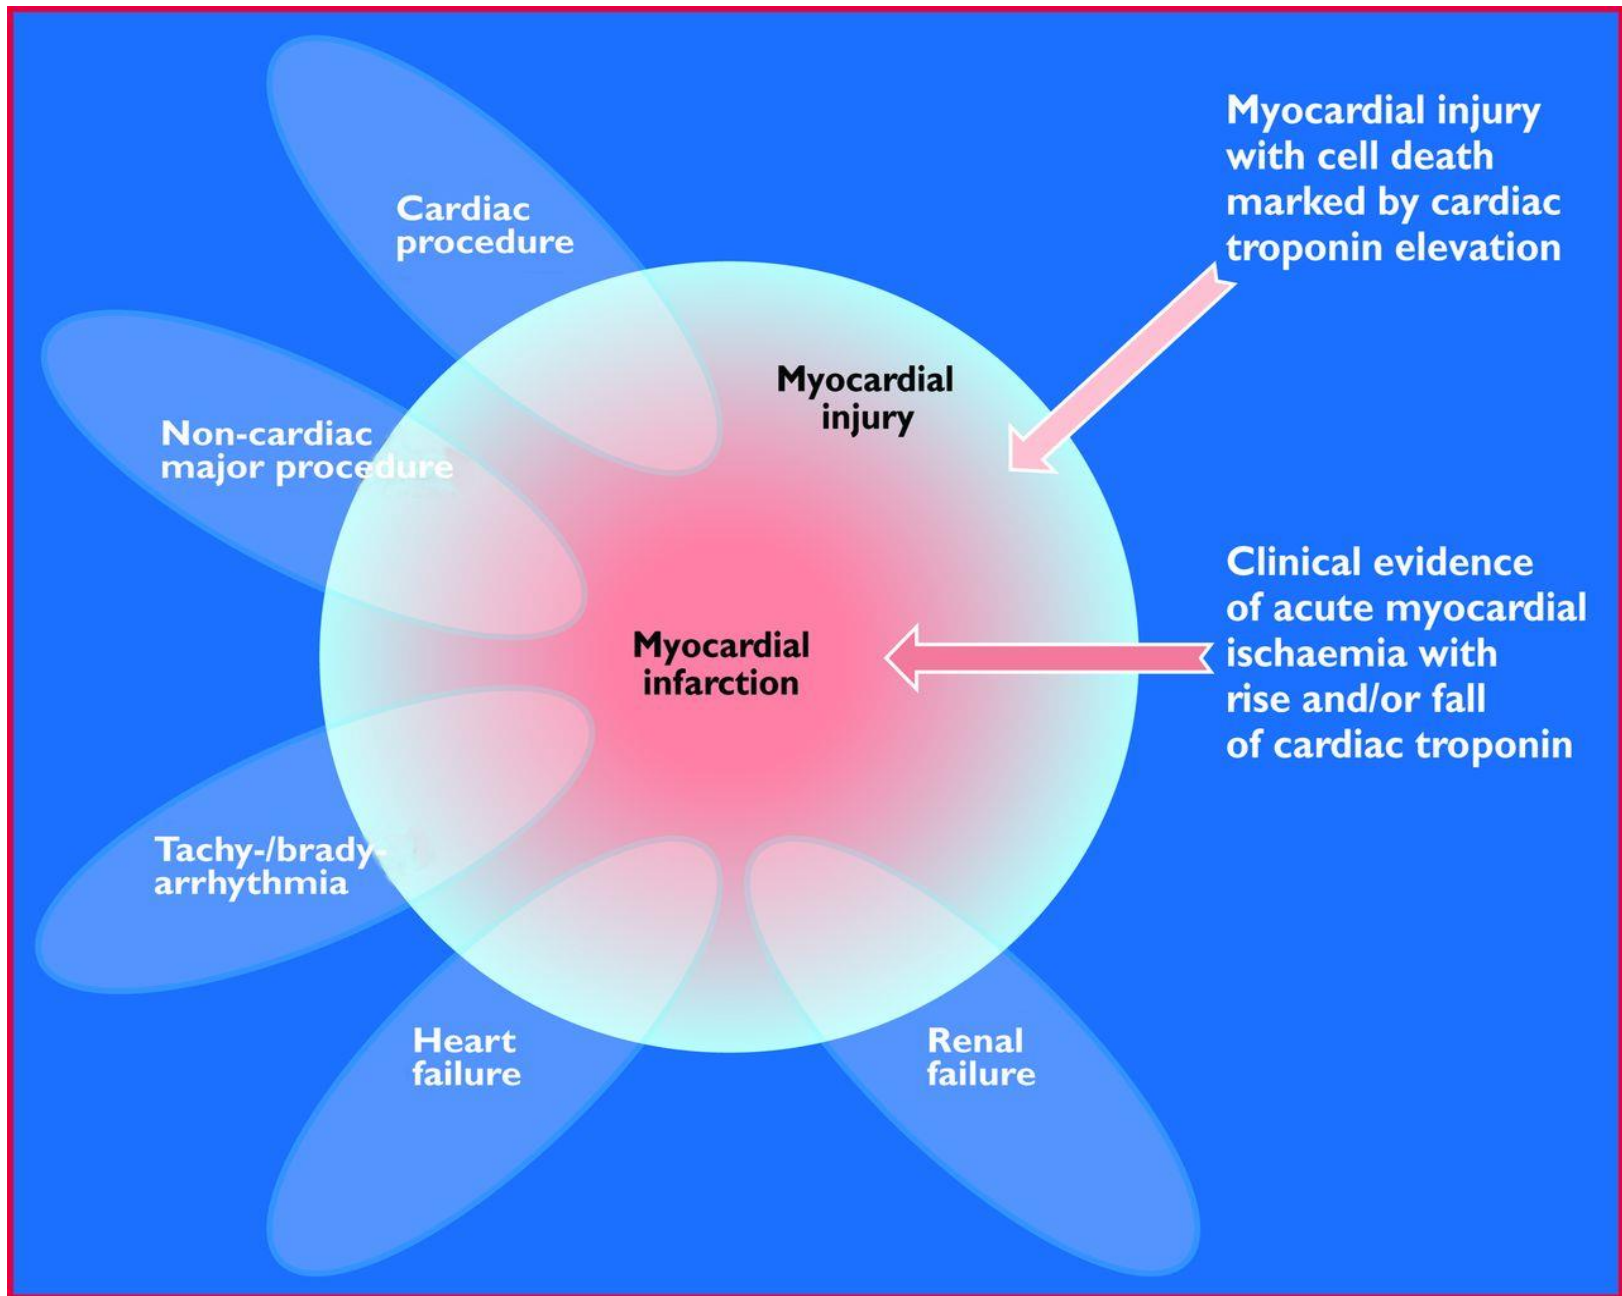 Cardiac
procedure
Myocardial injury
with cell death
marked by cardiac
troponin elevation
Myocardial
injury
Non-cardiac
major procedure
Clinical evidence
of acute myocardial
ischaemia with
rise and/or fall
of cardiac troponin
Myocardial
infarction
Tachy-/brady-
arrhythmia
Heart
failure
Renal
failure